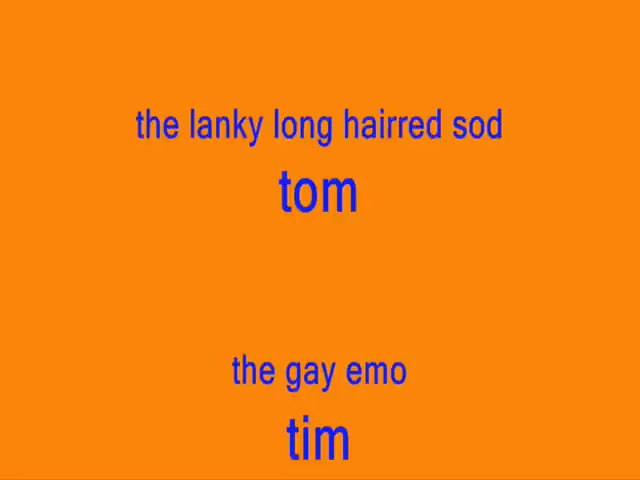 the lanky long hairred sod
tom
the gay emo
tim